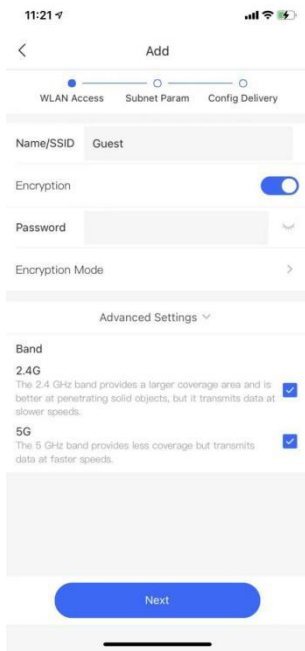 11:21
Add
WLAN Access Subnet Param Config Delivery
Name/SSID Guest
Encryption
Password
Encryption Mode
Advanced Settings
Band
2.4G
The 2.4 GHz band provides a larger coverage area and is
better at penetrating solid objects, but it transmits data at
slower speeds.
5G
The 5 GHz band provides less coverage but transmits
data at faster speeds.
Next